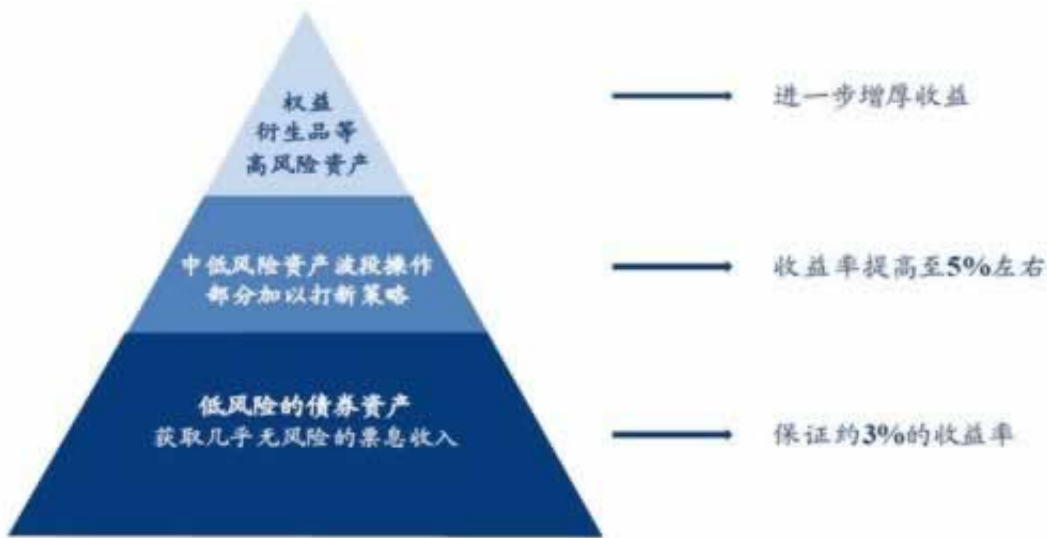 权益
衍生品等
高风险资产
进一步增厚收益
中低风险资产波段操作
部分加以打新策略
收益率提高至5%左右
低风险的债券资产
获取几乎无风险的票息收入
保证约3%的收益率